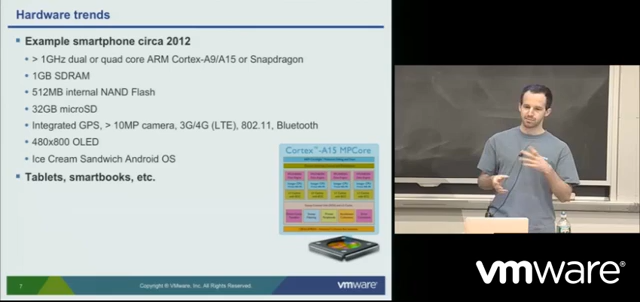 Hardware trends
Example smartphone circa 2012
> 1GHz dual or quad core ARM Cortex-A9/A15 or Snapdragon
1GB SDRAM
512MB internal NAND Flash
32GB microSD
Integrated GPS, > 10MP camera, 3G/4G (LTE), 802.11, Bluetooth
480x800 OLED
Ice Cream Sandwich Android OS
Tablets, smartbooks, etc.
Cortex™-A15 MPCore
7
Copyright © VMware, Inc. All Rights Reserved.
vmware
vmware®